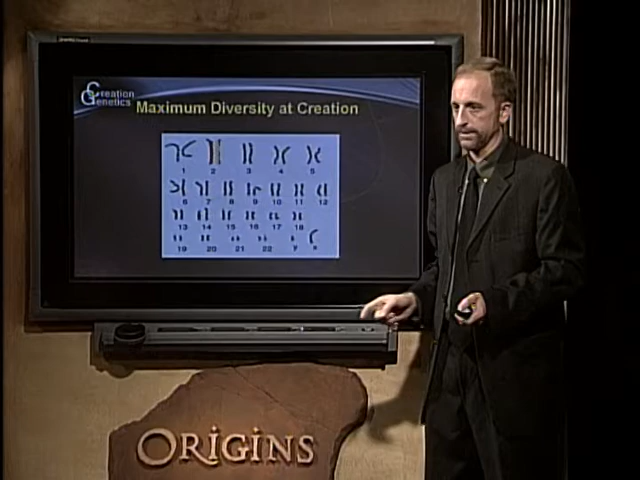 Creation
Genetics
Maximum Diversity at Creation
1 2 3 4 5
6 7 8 9 10 11 12
13 14 15 16 17 18
19 20 21 22 Y X
ORIGINS